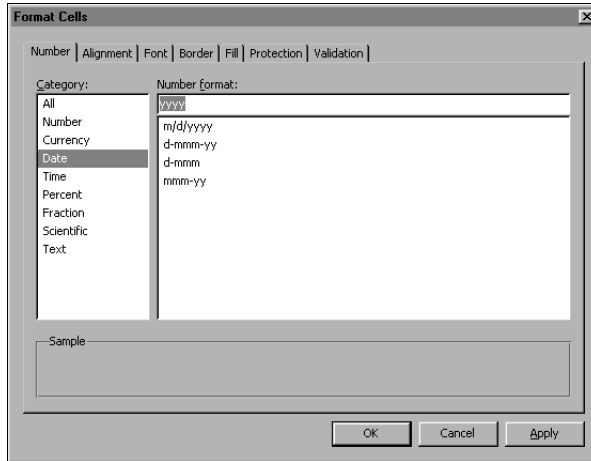 Format Cells
Number Alignment Font Border Fill Protection Validation
Category:
All
Number
Currency
Date
Time
Percent
Fraction
Scientific
Text
Number format:
yyyy
m/d/yyyy
d-mmm-yy
d-mmm
mmm-yy
Sample
OK Cancel Apply